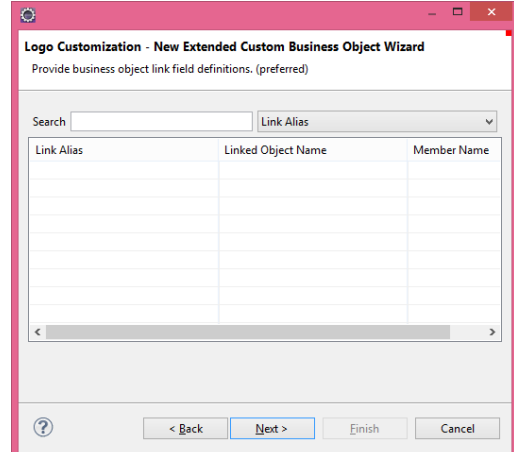 Logo Customization - New Extended Custom Business Object Wizard
Provide business object link field definitions. (preferred)
Search Link Alias
Link Alias Linked Object Name Member Name
? < Back Next > Finish Cancel